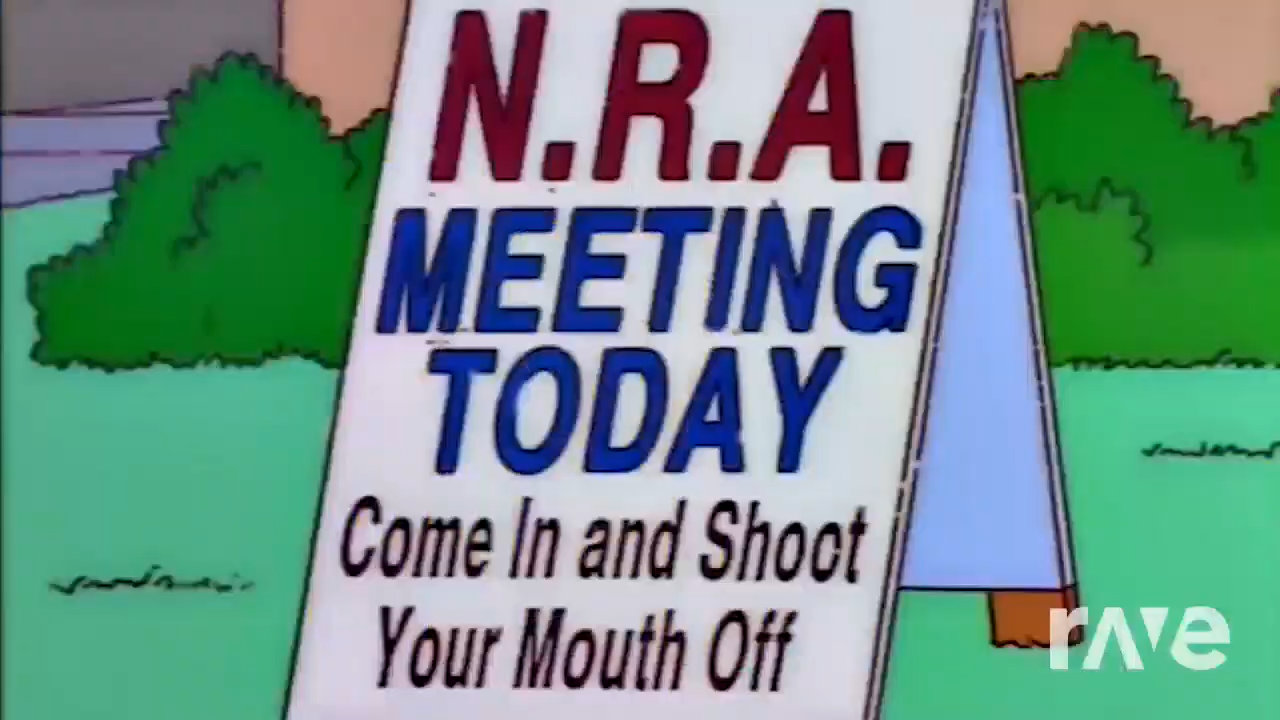 N.R.A.
MEETING
TODAY
Come In and Shoot
Your Mouth Off
rave